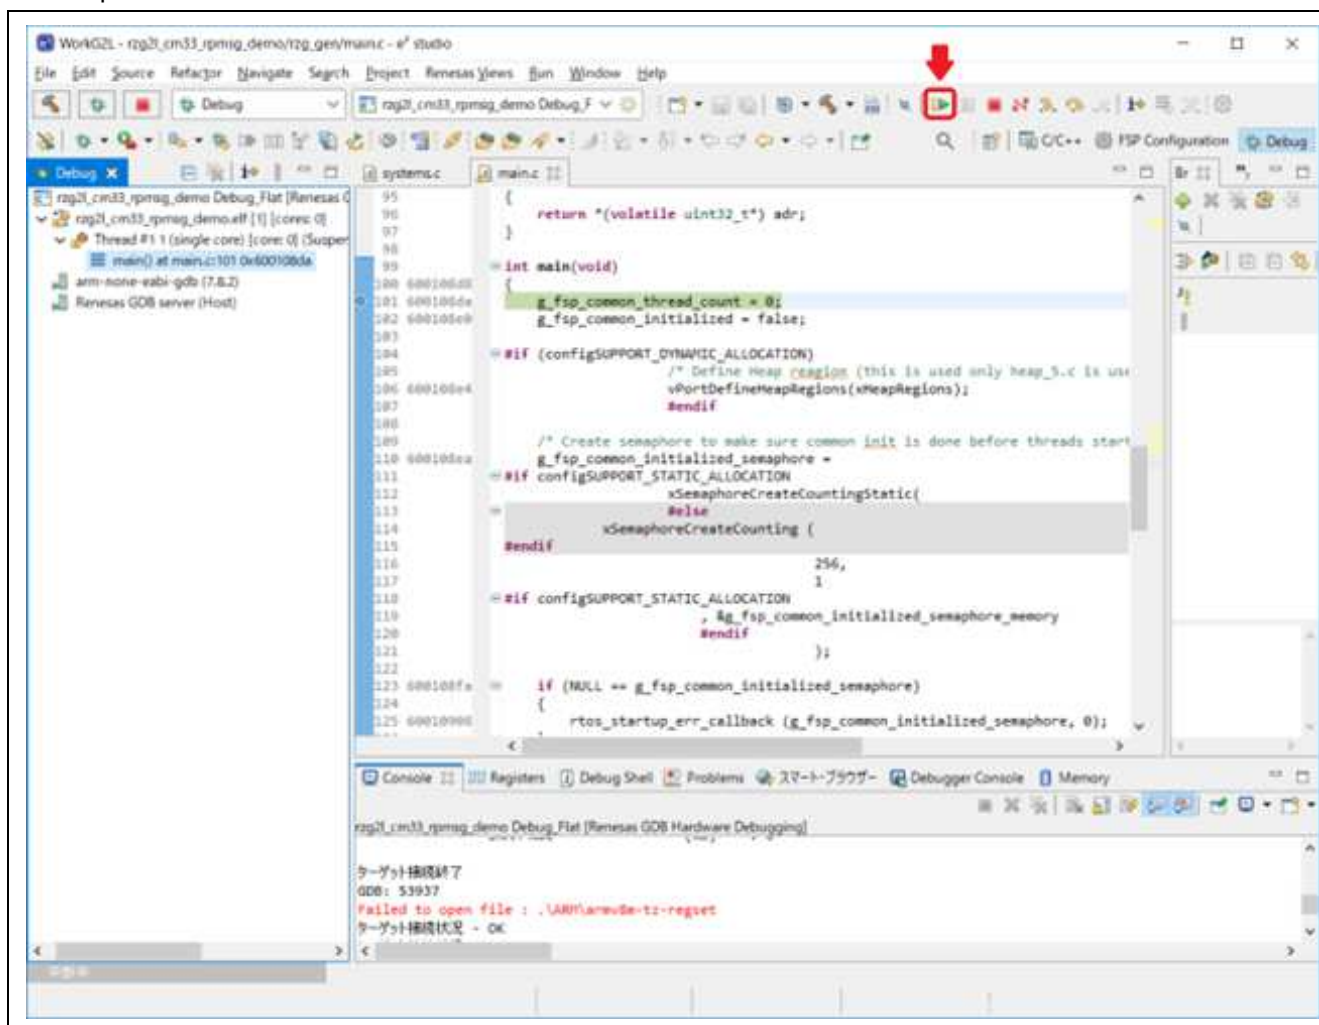 WorkG2L - rzg2l_cm33_rpmsg_demo/rzg_gen/main.c - e² studio
File Edit Source Refactor Navigate Search Project Renesas Views Run Window Help
Debug
rzg2l_cm33_rpmsg_demo Debug_F
C/C++
FSP Configuration
Debug
Debug
rzg2l_cm33_rpmsg_demo Debug_Flat [Renesas G
rzg2l_cm33_rpmsg_demo.elf [1] [cores: 0]
Thread #1 1 (single core) [core: 0] (Suspen
main() at main.c:101 0x600108da
arm-none-eabi-gdb (7.8.2)
Renesas GDB server (Host)
systems.c
main.c
95 {
96 return *(volatile uint32_t*) adr;
97 }
98
99 int main(void)
100 600108d8 {
101 600108da g_fsp_common_thread_count = 0;
102 600108e0 g_fsp_common_initialized = false;
103
104 #if (configSUPPORT_DYNAMIC_ALLOCATION)
105 /* Define Heap reagion (this is used only heap_5.c is use
106 600108e4 vPortDefineHeapRegions(xHeapRegions);
107 #endif
108
109 /* Create semaphore to make sure common init is done before threads start
110 600108ea g_fsp_common_initialized_semaphore =
111 #if configSUPPORT_STATIC_ALLOCATION
112 xSemaphoreCreateCountingStatic(
113 #else
114 xSemaphoreCreateCounting (
115 #endif
116 256,
117 1
118 #if configSUPPORT_STATIC_ALLOCATION
119 , &g_fsp_common_initialized_semaphore_memory
120 #endif
121 );
122
123 600108fa if (NULL == g_fsp_common_initialized_semaphore)
124 {
125 60010900 rtos_startup_err_callback (g_fsp_common_initialized_semaphore, 0);
Br
Console Registers Debug Shell Problems スマート・ブラウザー Debugger Console Memory
rzg2l_cm33_rpmsg_demo Debug_Flat [Renesas GDB Hardware Debugging]
ターゲット接続終了
GDB: 53937
Failed to open file : .\ARM\armv8m-tz-regset
ターゲット接続状況 - OK